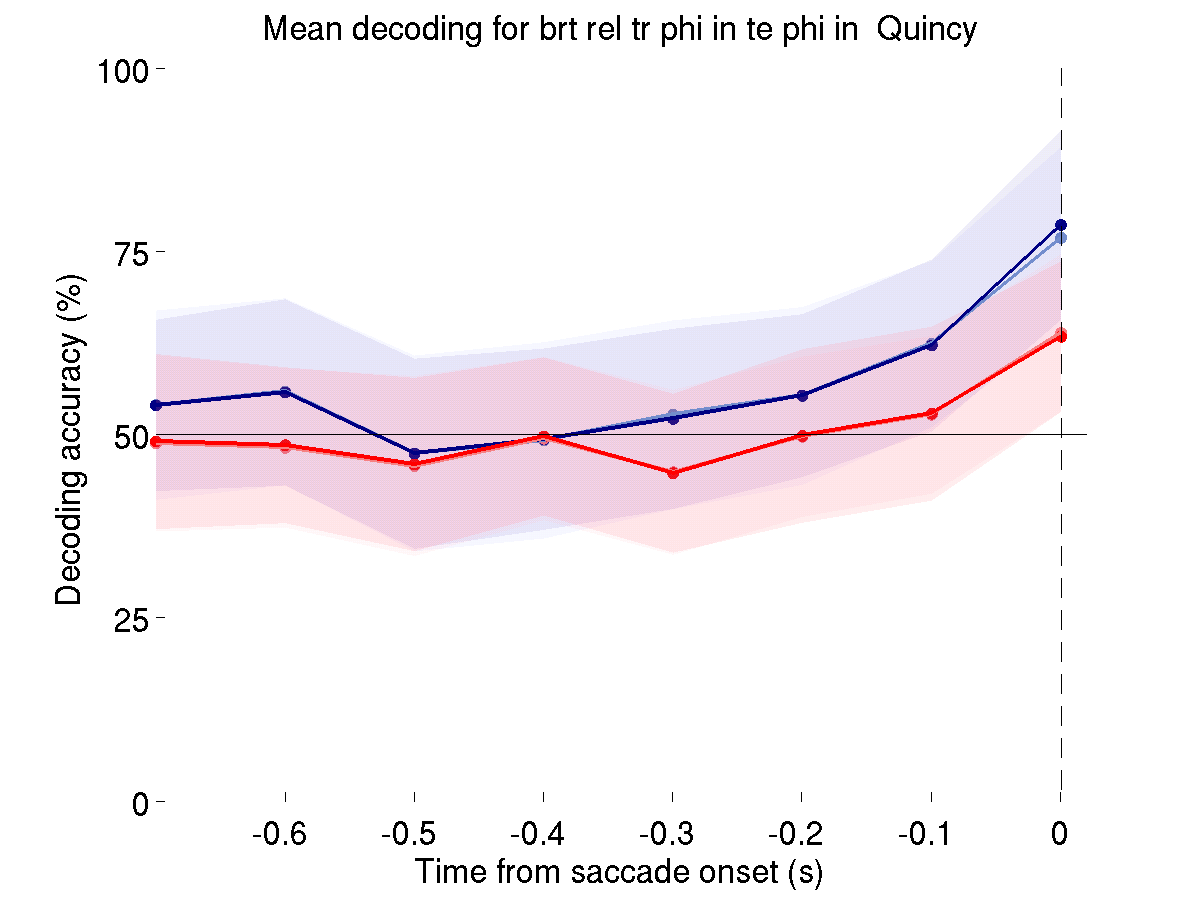 Mean decoding for brt rel tr phi in te phi in  Quincy
100
75
50
25
0
Decoding accuracy (%)
-0.6 -0.5 -0.4 -0.3 -0.2 -0.1 0
Time from saccade onset (s)